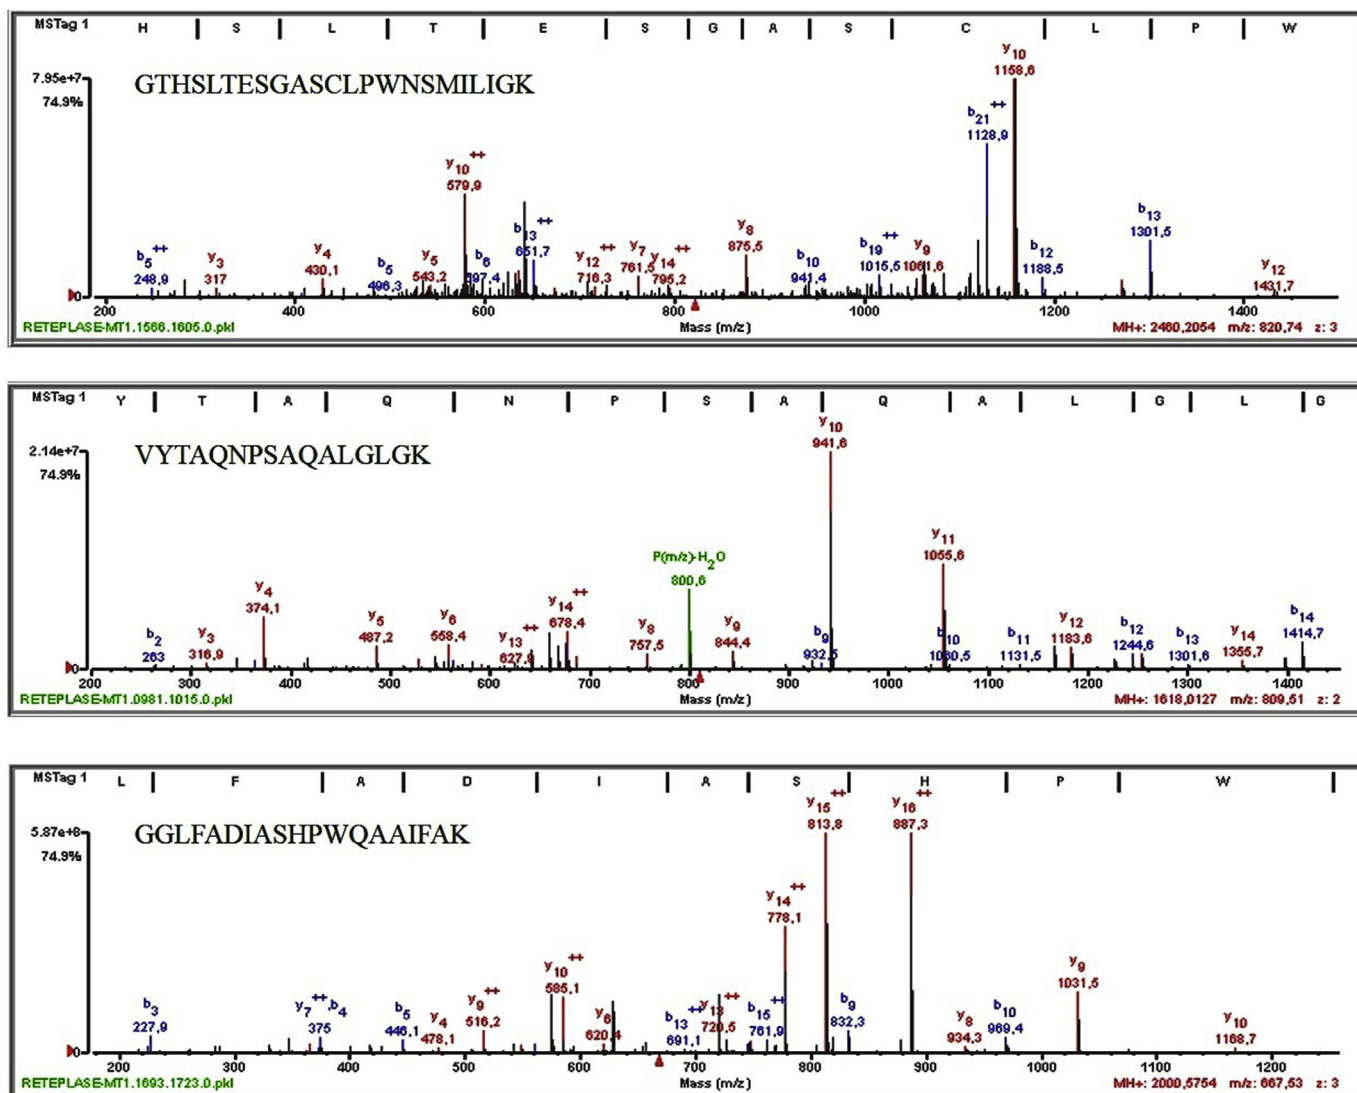 MSTag 1 H | S | L | T | E | S | G | A | S | C | L | P | W
GTHSLTESGASCLPWNSMILIGK
7.95e+7
74.9%
0
b5++ 248,9
y3 317
y4 430,1
b5 496,3
y5 543,2
y10++ 579,9
b6 597,4
b13++ 651,7
y12++ 716,3
y7 761,5
y14++ 795,2
y8 875,5
b10 941,4
b19++ 1015,5
y9 1061,6
b21++ 1128,9
y10 1158,6
b12 1188,5
b13 1301,5
y12 1431,7
200 400 600 800 1000 1200 1400
Mass (m/z)
RETEPLASE-MT1.1566.1605.0.pkl
MH+: 2460,2054 m/z: 820,74 z: 3
MSTag 1 Y | T | A | Q | N | P | S | A | Q | A | L | G | L | G
VYTAQNPSAQALGLGK
2.14e+7
74.9%
0
b2 263
y3 316,9
y4 374,1
y5 487,2
y6 558,4
y13++ 627,9
y14++ 678,4
y8 757,5
P(m/z)-H2O 800,6
y9 844,4
b9 932,5
y10 941,6
y11 1055,6
b10 1060,5
b11 1131,5
y12 1183,6
b12 1244,6
b13 1301,6
y14 1355,7
b14 1414,7
200 300 400 500 600 700 800 900 1000 1100 1200 1300 1400
Mass (m/z)
RETEPLASE-MT1.0981.1015.0.pkl
MH+: 1618,0127 m/z: 809,51 z: 2
MSTag 1 L | F | A | D | I | A | S | H | P | W |
GGLFADIASHPWQAAIFAK
5.87e+8
74.9%
0
b3 227,9
y7++,b4 375
b5 446,1
y4 478,1
y9++ 516,2
y10++ 585,1
y6 620,4
b13++ 691,1
y13++ 720,5
b15++ 761,9
y14++ 778,1
y15++ 813,8
b9 832,3
y16++ 887,3
y8 934,3
b10 969,4
y9 1031,5
y10 1168,7
200 300 400 500 600 700 800 900 1000 1100 1200
Mass (m/z)
RETEPLASE-MT1.1693.1723.0.pkl
MH+: 2000,5754 m/z: 667,53 z: 3